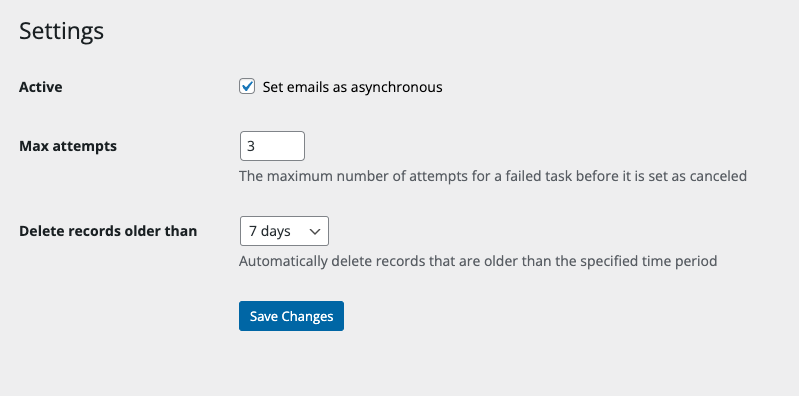 Settings
Active
Set emails as asynchronous
Max attempts
3
The maximum number of attempts for a failed task before it is set as canceled
Delete records older than
7 days
Automatically delete records that are older than the specified time period
Save Changes